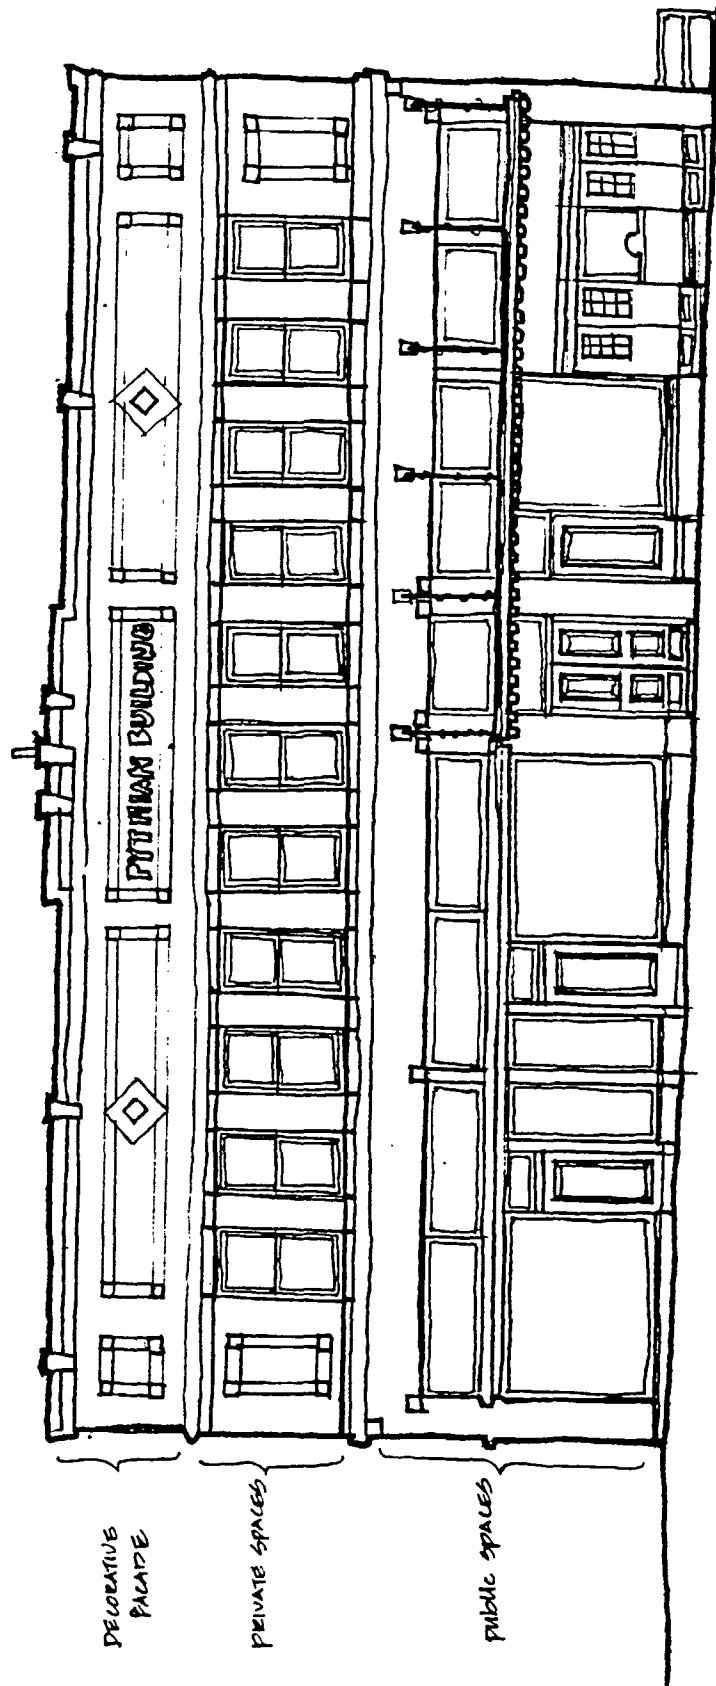 PYTHIAN BUILDING
DECORATIVE
FACADE
PRIVATE SPACES
PUBLIC SPACES